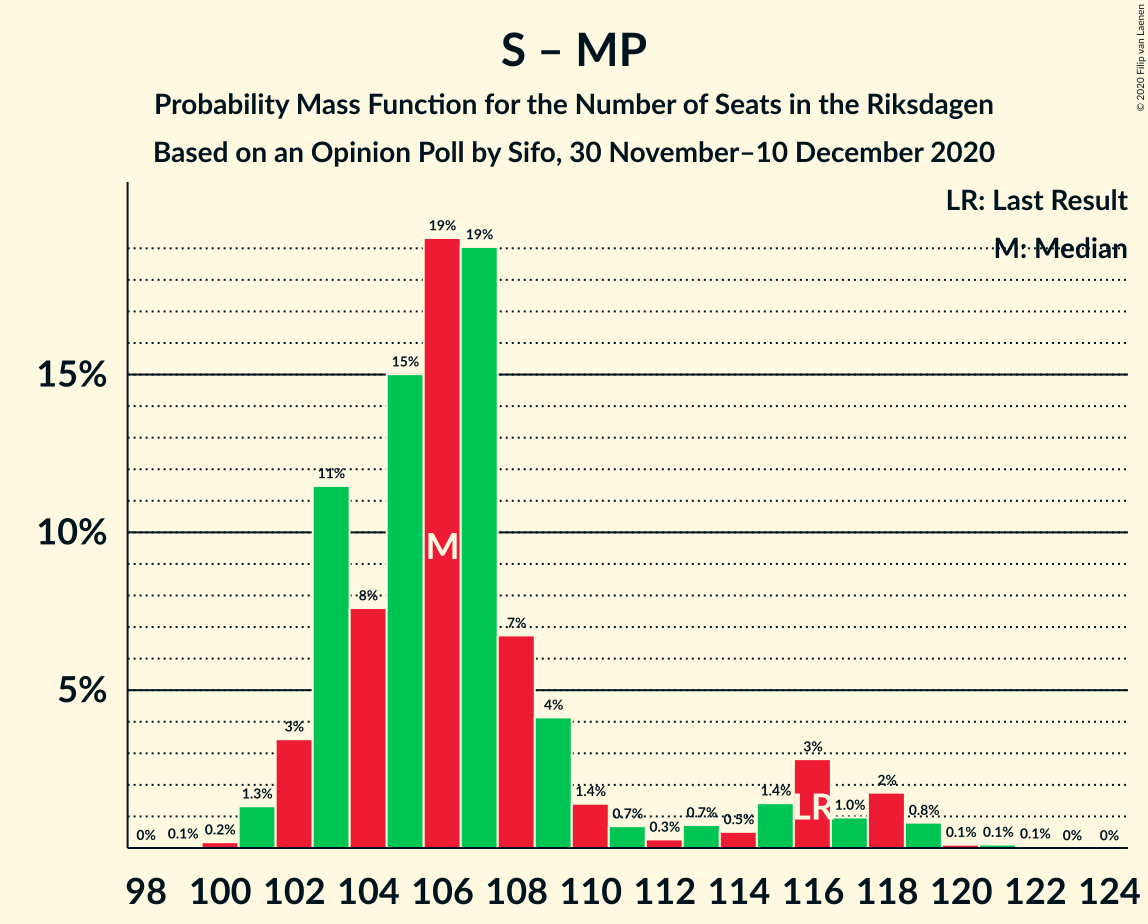 S – MP
Probability Mass Function for the Number of Seats in the Riksdagen
Based on an Opinion Poll by Sifo, 30 November–10 December 2020
© 2020 Filip van Laenen
LR: Last Result
M: Median
15%
10%
5%
0% 0.1% 0.2% 1.3% 3% 11% 8% 15% 19% 19% 7% 4% 1.4% 0.7% 0.3% 0.7% 0.5% 1.4% 3% 1.0% 2% 0.8% 0.1% 0.1% 0.1% 0% 0%
M
LR
98 100 102 104 106 108 110 112 114 116 118 120 122 124